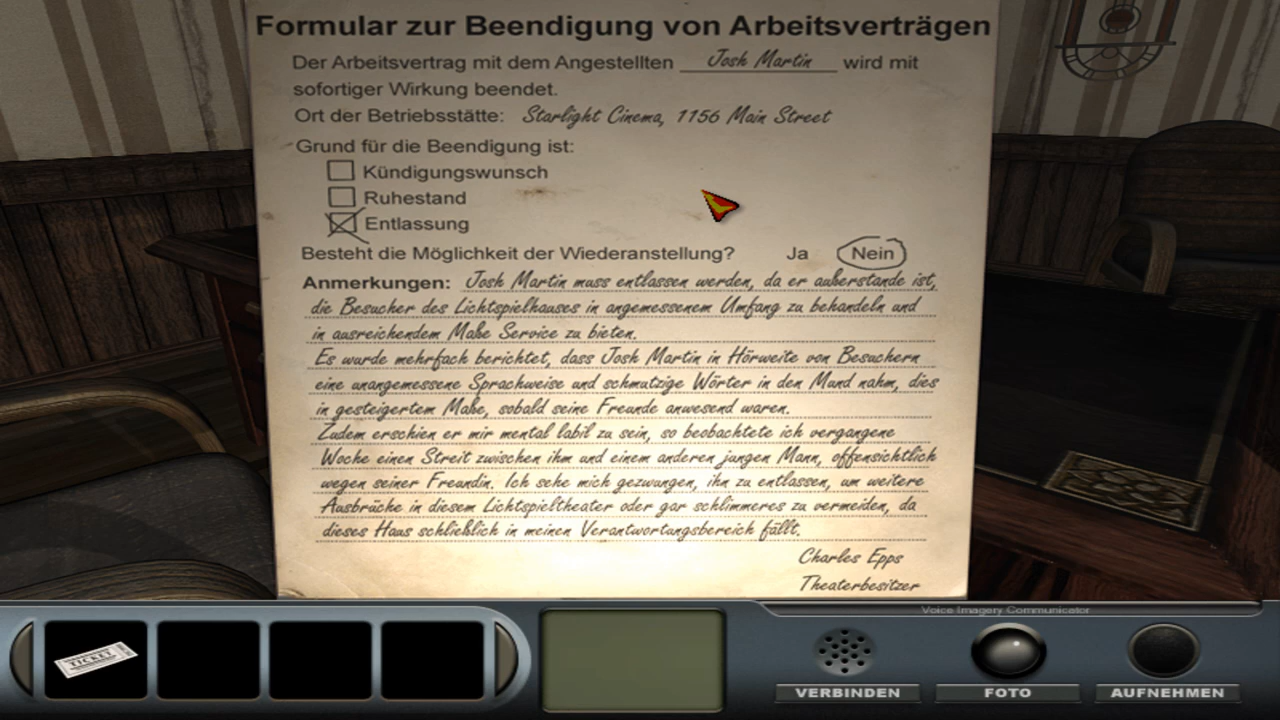 Formular zur Beendigung von Arbeitsverträgen
Der Arbeitsvertrag mit dem Angestellten Josh Martin wird mit
sofortiger Wirkung beendet.
Ort der Betriebsstätte: Starlight Cinema, 1156 Main Street
Grund für die Beendigung ist:
Kündigungswunsch
Ruhestand
Entlassung
Besteht die Möglichkeit der Wiederanstellung? Ja Nein
Anmerkungen: Josh Martin muss entlassen werden, da er außerstande ist,
die Besucher des Lichtspielhauses in angemessenem Umfang zu behandeln und
in ausreichendem Maße Service zu bieten.
Es wurde mehrfach berichtet, dass Josh Martin in Hörweite von Besuchern
eine unangemessene Sprachweise und schmutzige Wörter in den Mund nahm, dies
in gesteigertem Maße, sobald seine Freunde anwesend waren.
Zudem erschien er mir mental labil zu sein, so beobachtete ich vergangene
Woche einen Streit zwischen ihm und einem anderen jungen Mann, offensichtlich
wegen seiner Freundin. Ich sehe mich gezwungen, ihn zu entlassen, um weitere
Ausbrüche in diesem Lichtspieltheater oder gar schlimmeres zu vermeiden, da
dieses Haus schließlich in meinen Verantwortungsbereich fällt.
Charles Epps
Theaterbesitzer
Voice Imagery Communicator
TICKET
VERBINDEN
FOTO
AUFNEHMEN